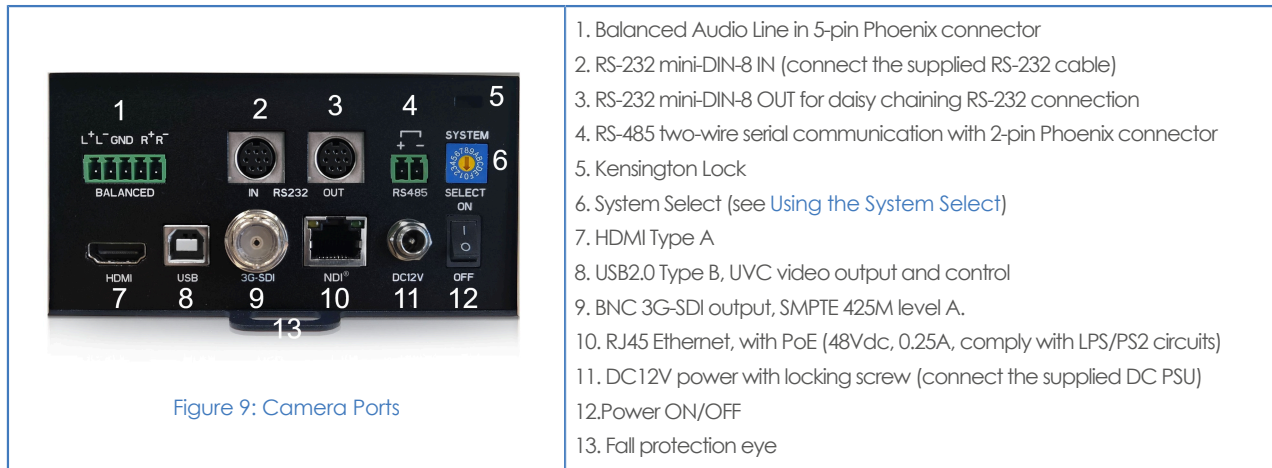 1
2
3
4
5
L+L- GND R+R-
+ -
SYSTEM
6
BALANCED
IN RS232 OUT
RS485
SELECT
ON
HDMI
USB
3G-SDI
NDI®
DC12V
OFF
7
8
9
10
11
12
13
Figure 9: Camera Ports
1. Balanced Audio Line in 5-pin Phoenix connector
2. RS-232 mini-DIN-8 IN (connect the supplied RS-232 cable)
3. RS-232 mini-DIN-8 OUT for daisy chaining RS-232 connection
4. RS-485 two-wire serial communication with 2-pin Phoenix connector
5. Kensington Lock
6. System Select (see Using the System Select)
7. HDMI Type A
8. USB2.0 Type B, UVC video output and control
9. BNC 3G-SDI output, SMPTE 425M level A.
10. RJ45 Ethernet, with PoE (48Vdc, 0.25A, comply with LPS/PS2 circuits)
11. DC12V power with locking screw (connect the supplied DC PSU)
12.Power ON/OFF
13. Fall protection eye